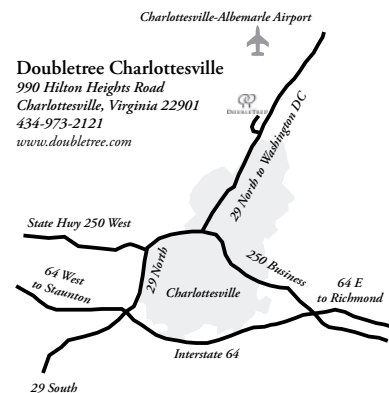 Charlottesville-Albemarle Airport
Doubletree Charlottesville
990 Hilton Heights Road
Charlottesville, Virginia 22901
434-973-2121
www.doubletree.com
DOUBLETREE
29 North to Washington DC
State Hwy 250 West
29 North
250 Business
64 West
to Staunton
Charlottesville
64 E
to Richmond
Interstate 64
29 South